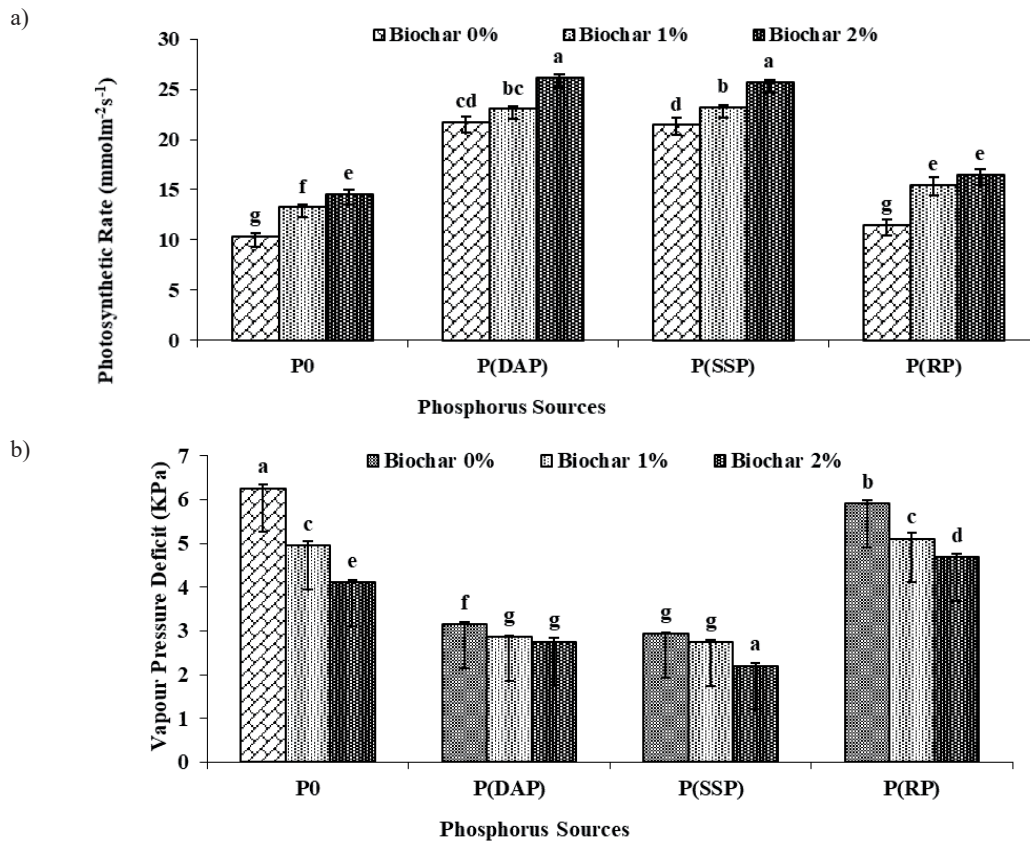 a)
Photosynthetic Rate (mmolm⁻²s⁻¹)
30
25
20
15
10
5
0
Biochar 0% Biochar 1% Biochar 2%
g f e cd bc a d b a g e e
P0 P(DAP) P(SSP) P(RP)
Phosphorus Sources
b)
Vapour Pressure Deficit (KPa)
7
6
5
4
3
2
1
0
Biochar 0% Biochar 1% Biochar 2%
a c e f g g g g a b c d
P0 P(DAP) P(SSP) P(RP)
Phosphorus Sources